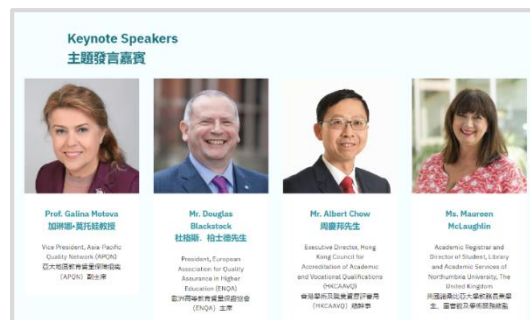 Keynote Speakers
主題發言嘉賓
Prof. Galina Motova
加琳娜•莫托娃教授
Vice President, Asia-Pacific
Quality Network (APQN)
亞太地區教育質量保障組織
（APQN）副主席
Mr. Douglas
Blackstock
杜格斯．柏士德先生
President, European
Association for Quality
Assurance in Higher
Education (ENQA)
歐洲高等教育質量保證協會
（ENQA）主席
Mr. Albert Chow
周慶邦先生
Executive Director, Hong
Kong Council for
Accreditation of Academic
and Vocational Qualifications
(HKCAAVQ)
香港學術及職業資歷評審局
（HKCAAVQ）總幹事
Ms. Maureen
McLaughlin
Academic Registrar and
Director of Student, Library
and Academic Services of
Northumbria University, The
United Kingdom